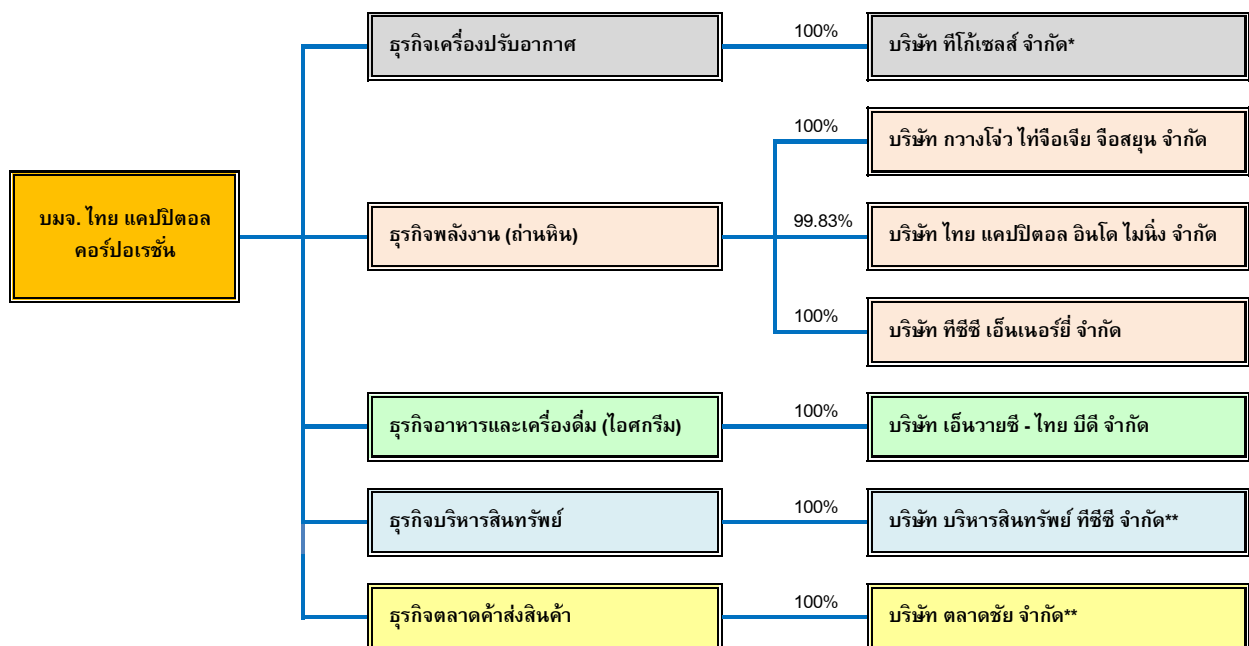 ธุรกิจเครื่องปรับอากาศ
100%
บริษัท ทีโก้เซลส์ จำกัด*
100%
บริษัท กวางโจ่ว ไท่จือเจีย จือสยุน จำกัด
บมจ. ไทย แคปปิตอล
คอร์ปอเรชั่น
ธุรกิจพลังงาน (ถ่านหิน)
99.83%
บริษัท ไทย แคปปิตอล อินโด ไมนิ่ง จำกัด
100%
บริษัท ทีซีซี เอ็นเนอร์ยี่ จำกัด
ธุรกิจอาหารและเครื่องดื่ม (ไอศกรีม)
100%
บริษัท เอ็นวายซี - ไทย บีดี จำกัด
ธุรกิจบริหารสินทรัพย์
100%
บริษัท บริหารสินทรัพย์ ทีซีซี จำกัด**
ธุรกิจตลาดค้าส่งสินค้า
100%
บริษัท ตลาดชัย จำกัด**